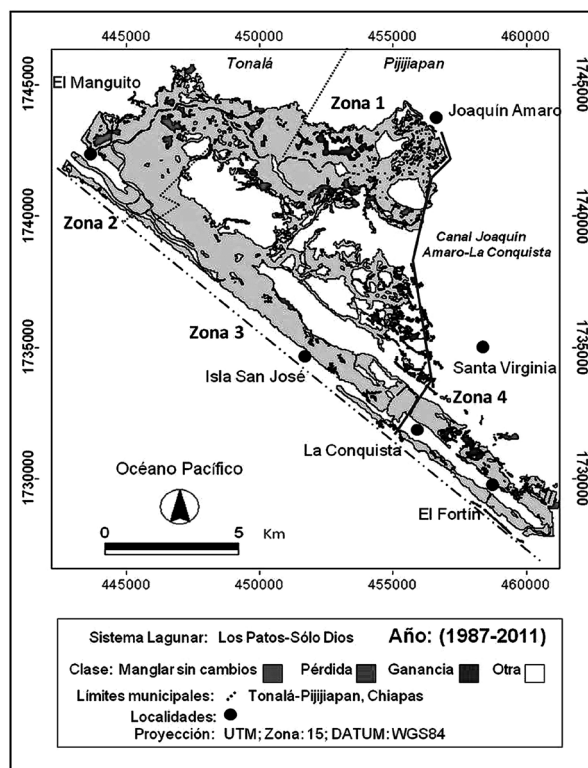 445000 450000 455000 460000
Tonalá Pijijiapan
1745000 1745000
El Manguito
Zona 1
Joaquín Amaro
1740000 1740000
Zona 2
Canal Joaquín
Amaro-La Conquista
Zona 3
1735000 1735000
Santa Virginia
Isla San José
Zona 4
La Conquista
Océano Pacífico
1730000 1730000
El Fortín
0 5 Km
445000 450000 455000 460000
Sistema Lagunar: Los Patos-Sólo Dios Año: (1987-2011)
Clase: Manglar sin cambios Pérdida Ganancia Otra
Límites municipales: Tonalá-Pijijiapan, Chiapas
Localidades:
Proyección: UTM; Zona: 15; DATUM: WGS84